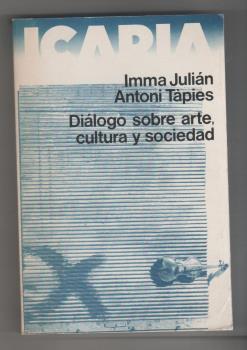 ICARIA
Imma Julián
Antoni Tàpies
Diálogo sobre arte,
cultura y sociedad